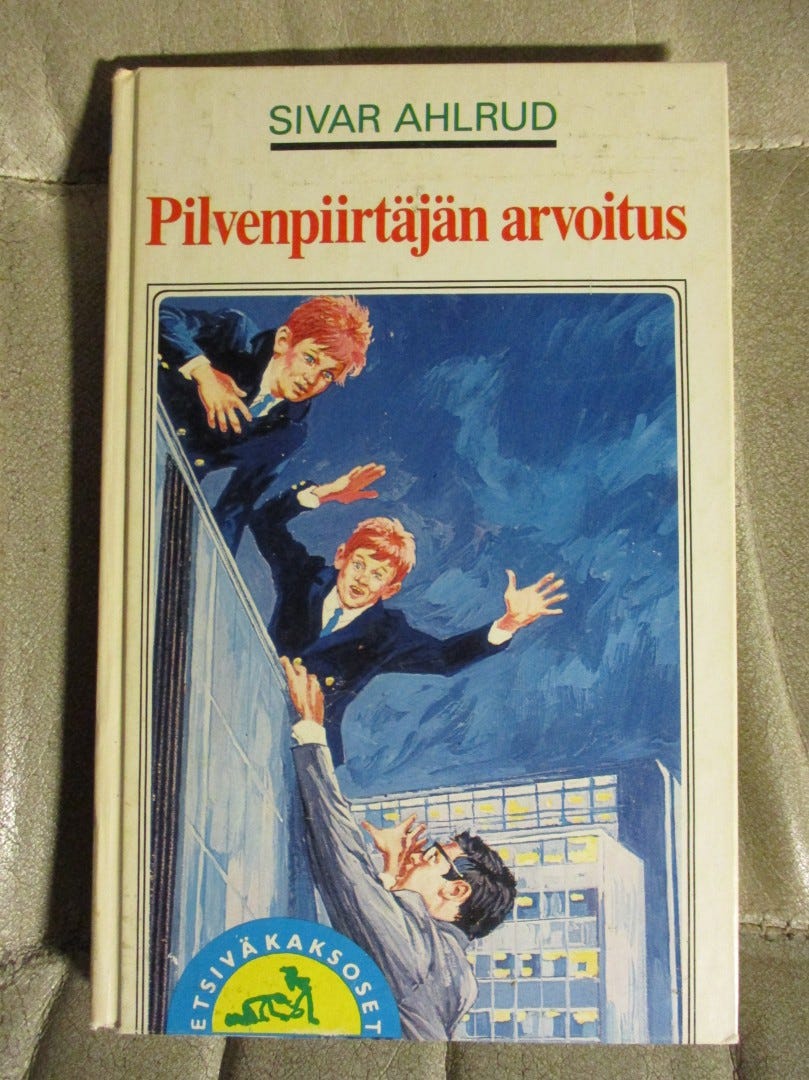 SIVAR AHLRUD
Pilvenpiirtäjän arvoitus
ETSIVÄKAKSOSET